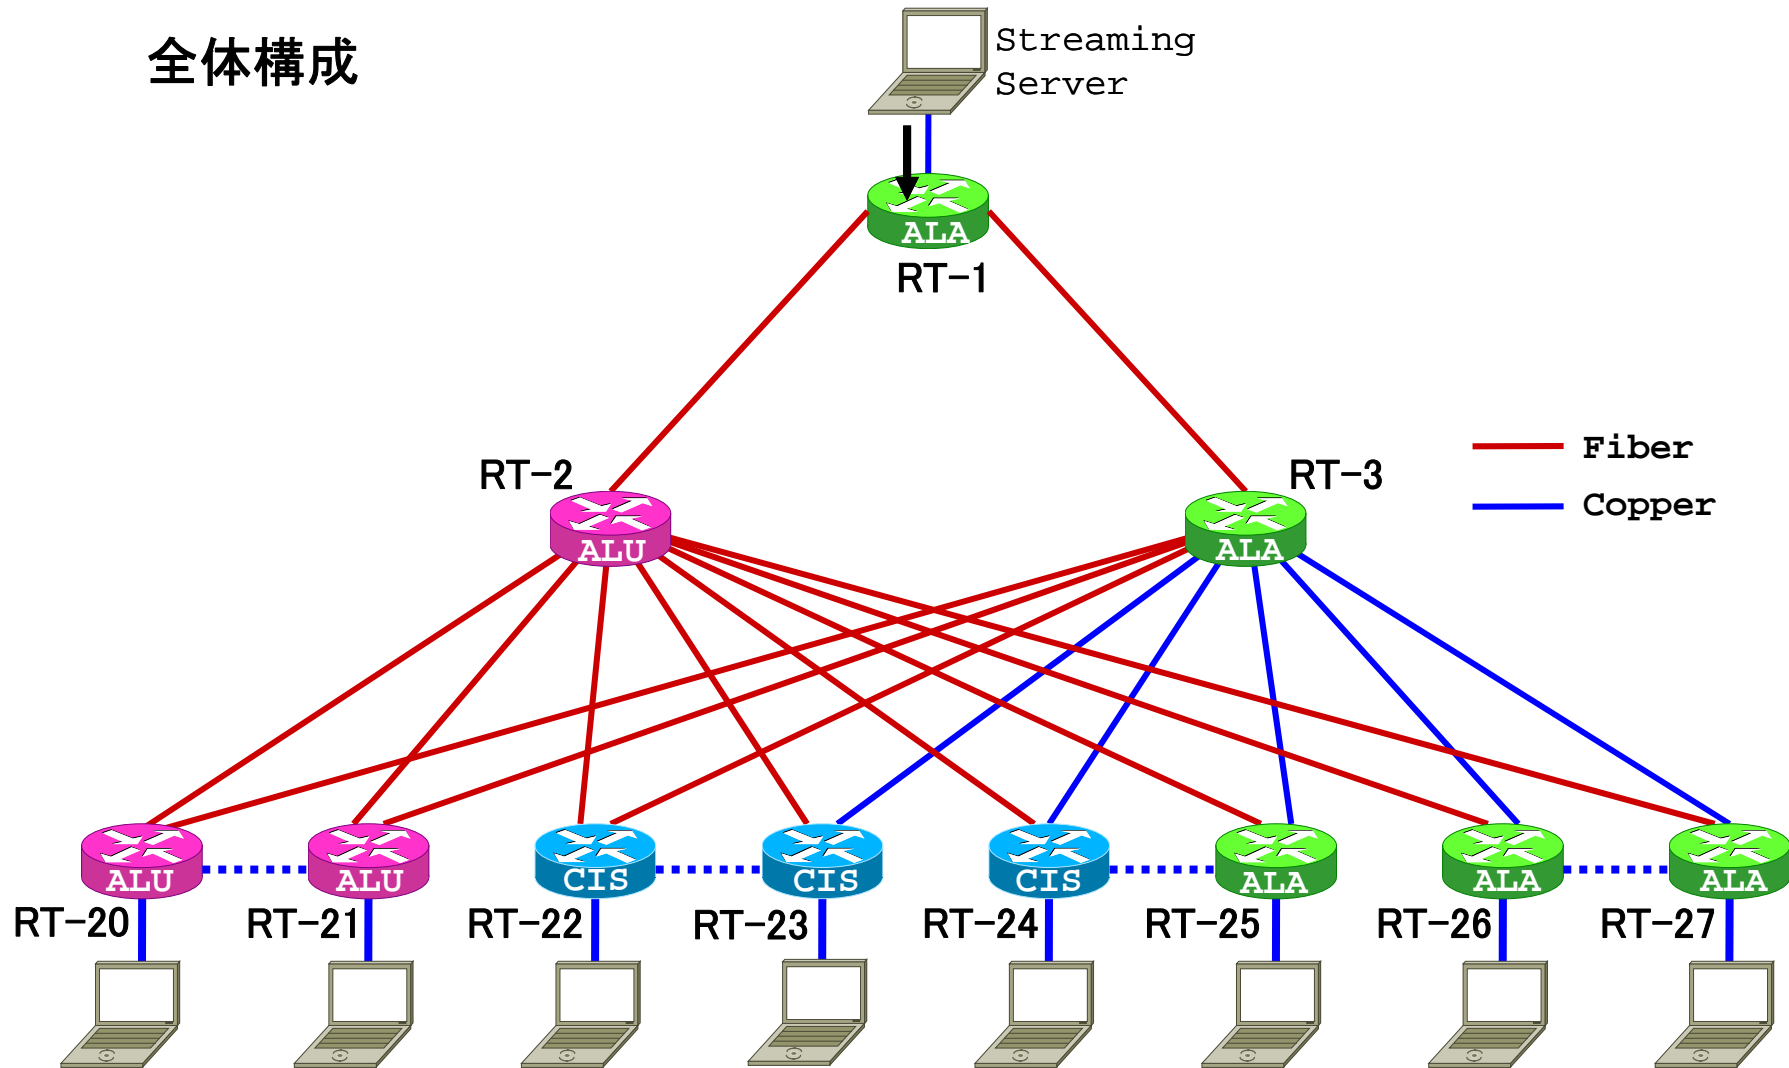 全体構成
Streaming
Server
ALA
RT-1
RT-2
RT-3
Fiber
Copper
ALU
ALA
ALU
ALU
CIS
CIS
CIS
ALA
ALA
ALA
RT-20
RT-21
RT-22
RT-23
RT-24
RT-25
RT-26
RT-27